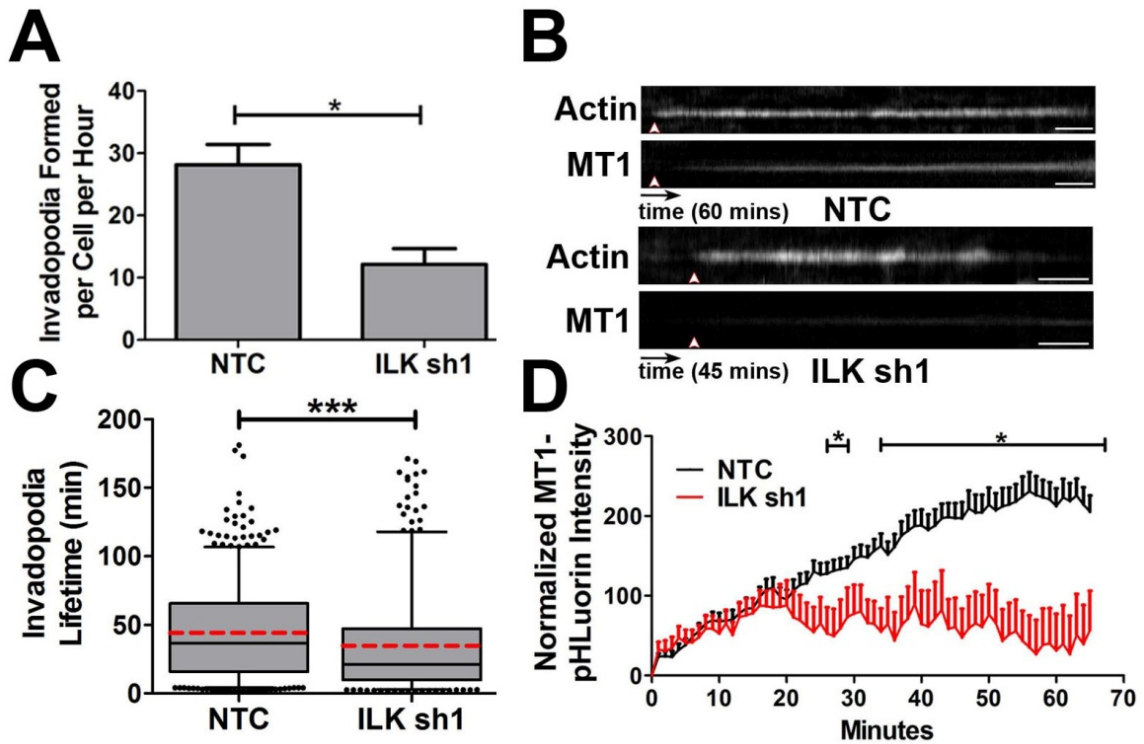 A
Invadopodia Formed
per Cell per Hour
40
30
20
10
0
*
NTC
ILK sh1
B
Actin
MT1
time (60 mins)
NTC
Actin
MT1
time (45 mins)
ILK sh1
C
Invadopodia
Lifetime (min)
200
150
100
50
0
***
NTC
ILK sh1
D
Normalized MT1-
pHLuorin Intensity
300
200
100
0
*
*
NTC
ILK sh1
0 10 20 30 40 50 60 70
Minutes